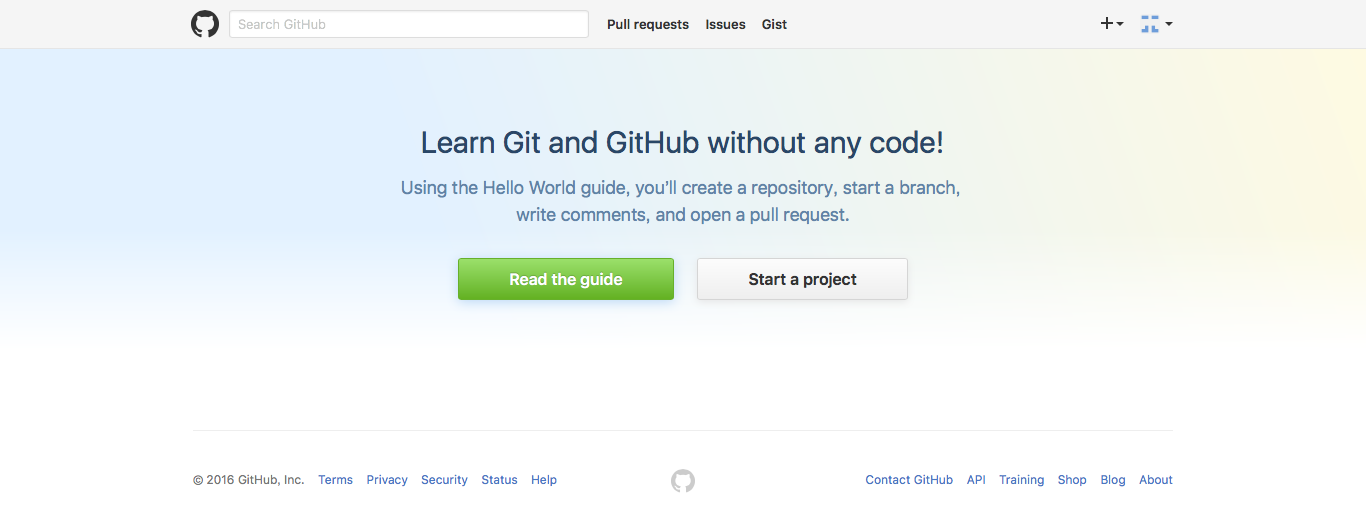 Search GitHub Pull requests Issues Gist
Learn Git and GitHub without any code!
Using the Hello World guide, you’ll create a repository, start a branch,
write comments, and open a pull request.
Read the guide Start a project
© 2016 GitHub, Inc. Terms Privacy Security Status Help Contact GitHub API Training Shop Blog About